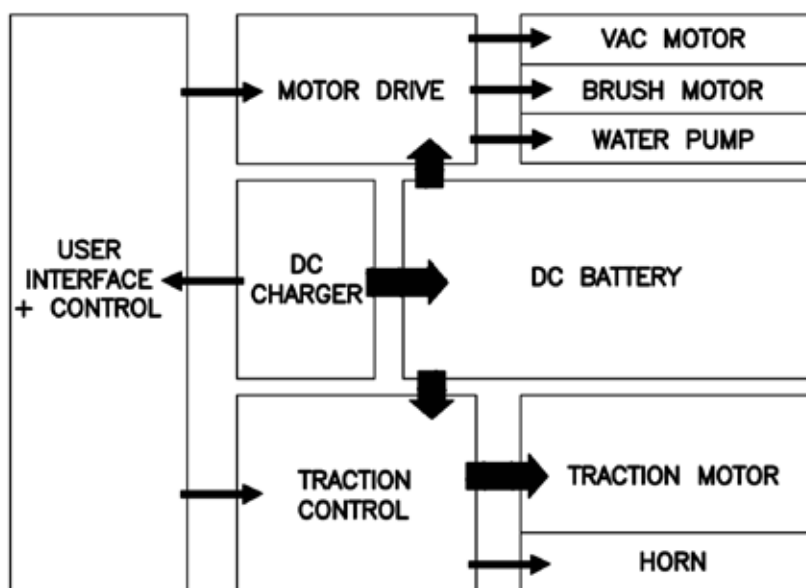 VAC MOTOR
MOTOR DRIVE
BRUSH MOTOR
WATER PUMP
USER
INTERFACE
+ CONTROL
DC
CHARGER
DC BATTERY
TRACTION
CONTROL
TRACTION MOTOR
HORN